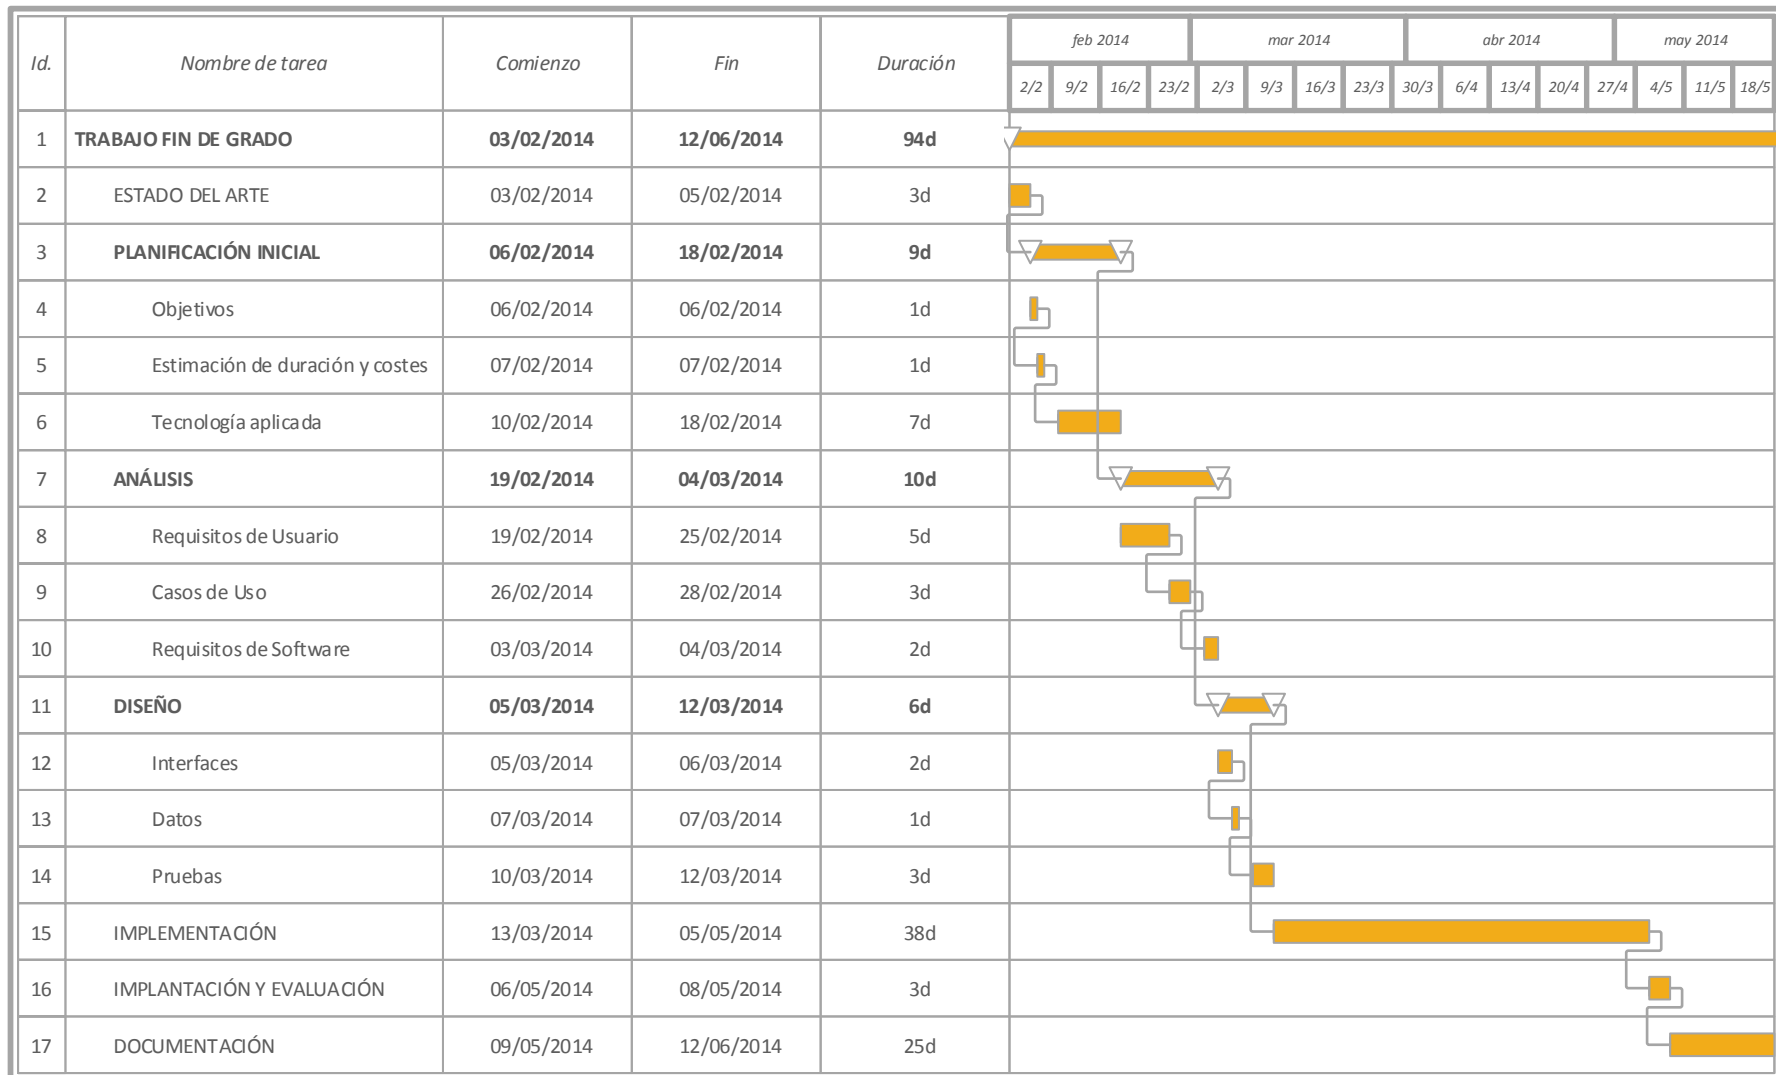 Id. Nombre de tarea Comienzo Fin Duración feb 2014 mar 2014 abr 2014 may 2014
2/2 9/2 16/2 23/2 2/3 9/3 16/3 23/3 30/3 6/4 13/4 20/4 27/4 4/5 11/5 18/5
1 TRABAJO FIN DE GRADO 03/02/2014 12/06/2014 94d
2 ESTADO DEL ARTE 03/02/2014 05/02/2014 3d
3 PLANIFICACIÓN INICIAL 06/02/2014 18/02/2014 9d
4 Objetivos 06/02/2014 06/02/2014 1d
5 Estimación de duración y costes 07/02/2014 07/02/2014 1d
6 Tecnología aplicada 10/02/2014 18/02/2014 7d
7 ANÁLISIS 19/02/2014 04/03/2014 10d
8 Requisitos de Usuario 19/02/2014 25/02/2014 5d
9 Casos de Uso 26/02/2014 28/02/2014 3d
10 Requisitos de Software 03/03/2014 04/03/2014 2d
11 DISEÑO 05/03/2014 12/03/2014 6d
12 Interfaces 05/03/2014 06/03/2014 2d
13 Datos 07/03/2014 07/03/2014 1d
14 Pruebas 10/03/2014 12/03/2014 3d
15 IMPLEMENTACIÓN 13/03/2014 05/05/2014 38d
16 IMPLANTACIÓN Y EVALUACIÓN 06/05/2014 08/05/2014 3d
17 DOCUMENTACIÓN 09/05/2014 12/06/2014 25d